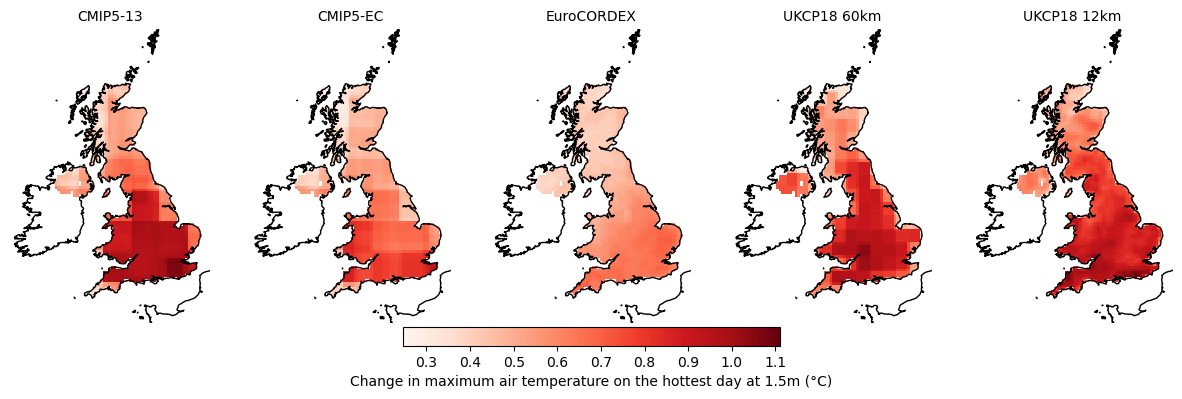 CMIP5-13 CMIP5-EC EuroCORDEX UKCP18 60km UKCP18 12km
0.3 0.4 0.5 0.6 0.7 0.8 0.9 1.0 1.1
Change in maximum air temperature on the hottest day at 1.5m (°C)